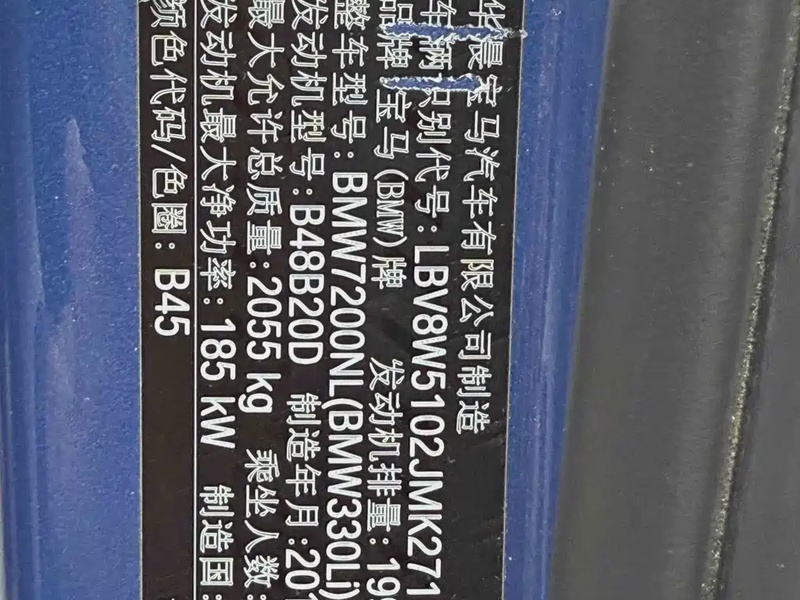 华晨宝马汽车有限公司制造
车辆识别代号:LBV8W5102JMK271
品牌:宝马(BMW)牌 发动机排量:19
整车型号:BMW7200NL(BMW330Li)
发动机型号:B48B20D 制造年月:201
最大允许总质量:2055 kg 乘坐人数:
发动机最大净功率:185 kW 制造国:
颜色代码/色圈:B45